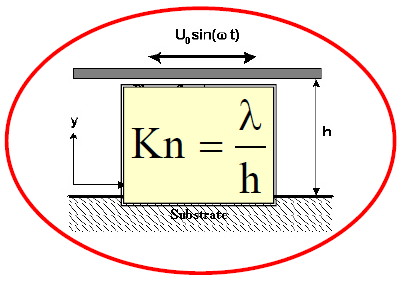 U₀sin(ω t)
y
Kn = λ/h
h
Substrate